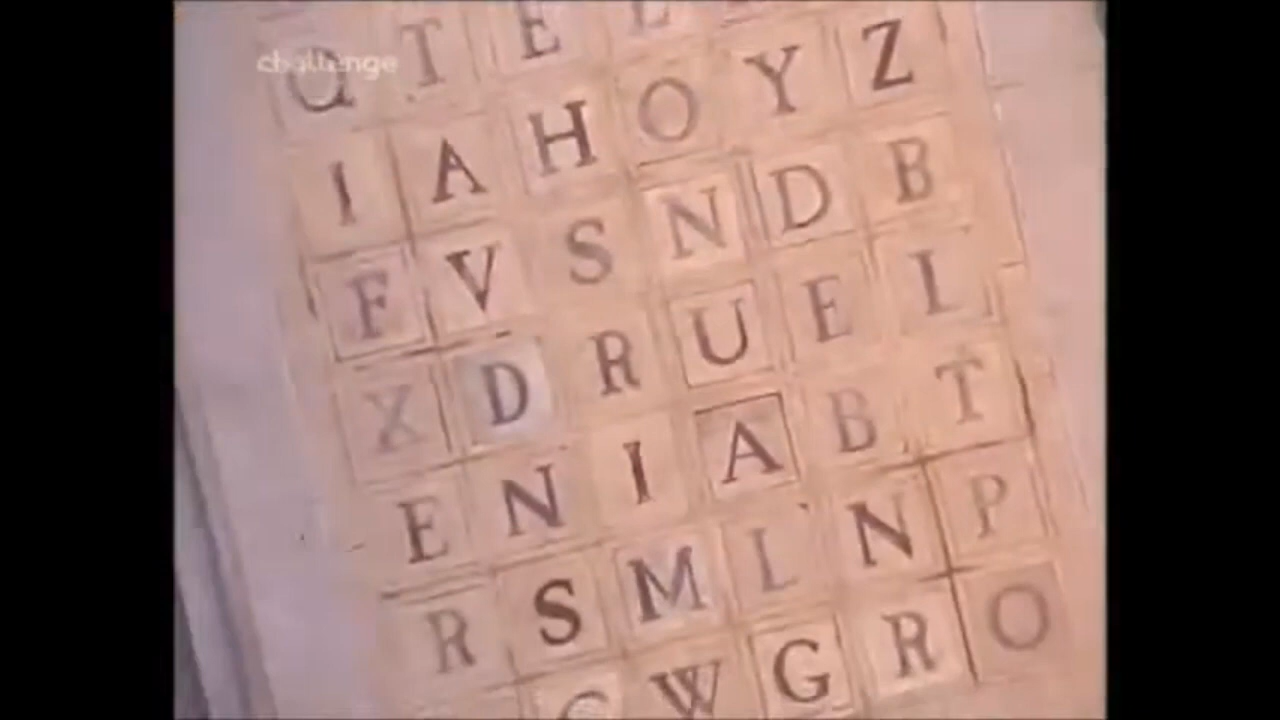 challenge
Q T E
I A H O Y Z
F V S N D B
X D R U E L
E N I A B T
R S M L N P
W G R O